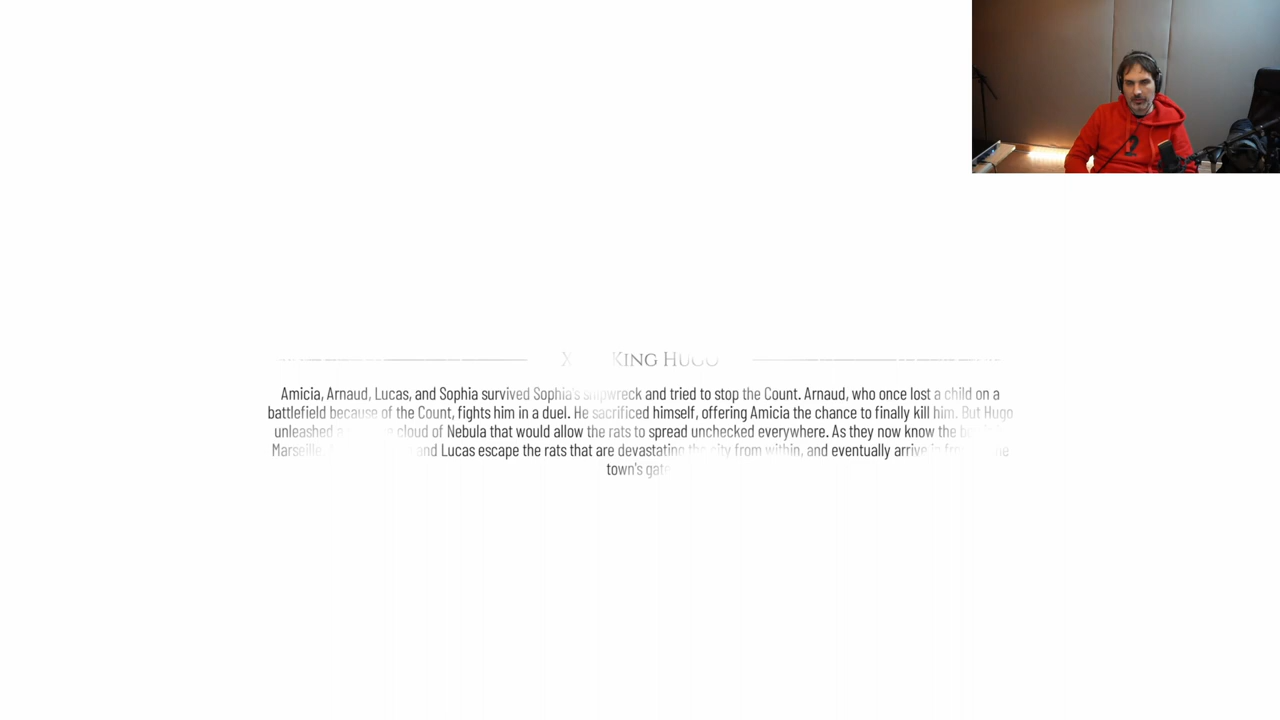 X KING HUGO
Amicia, Arnaud, Lucas, and Sophia survived Sophia's shipwreck and tried to stop the Count. Arnaud, who once lost a child on a
battlefield because of the Count, fights him in a duel. He sacrificed himself, offering Amicia the chance to finally kill him. But Hugo
unleashed cloud of Nebula that would allow the rats to spread unchecked everywhere. As they now know the
Marseille, and Lucas escape the rats that are devastating the city from within, and eventually arrive in
town's gate